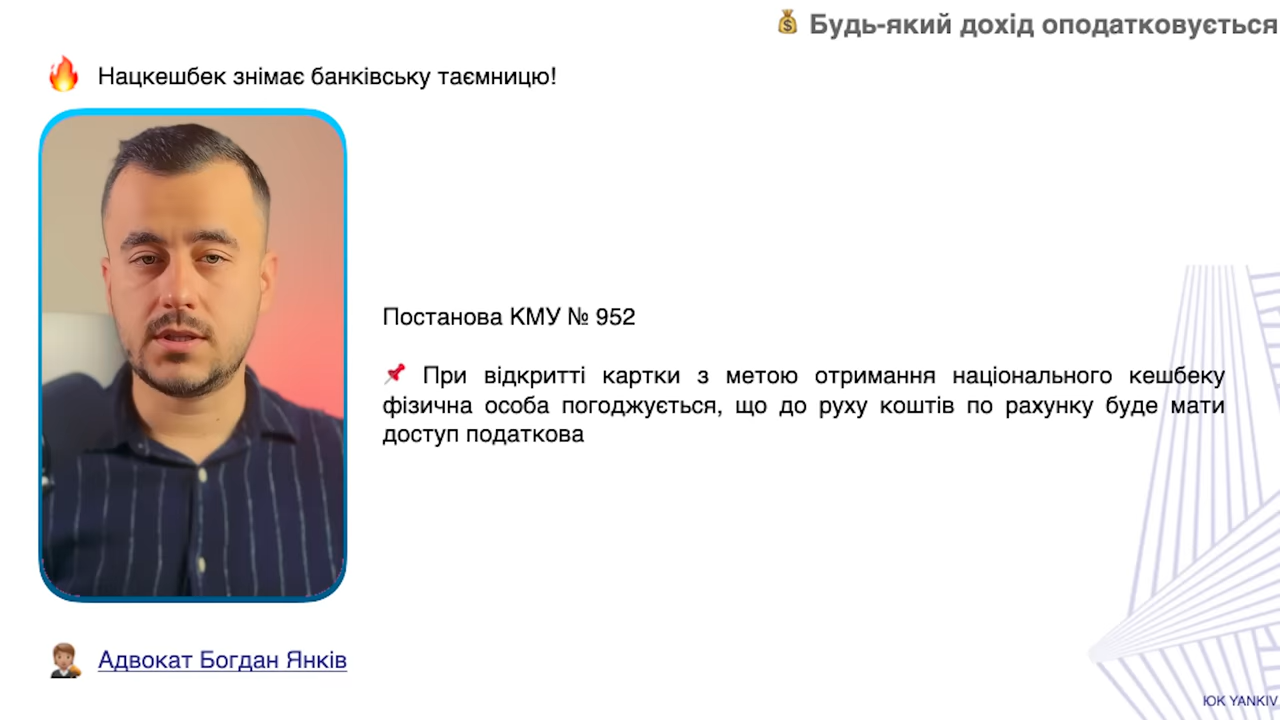 💰 Будь-який дохід оподатковується
🔥 Нацкешбек знімає банківську таємницю!
Постанова КМУ № 952
📌 При відкритті картки з метою отримання національного кешбеку
фізична особа погоджується, що до руху коштів по рахунку буде мати
доступ податкова
Адвокат Богдан Янків
ЮК YANKIV